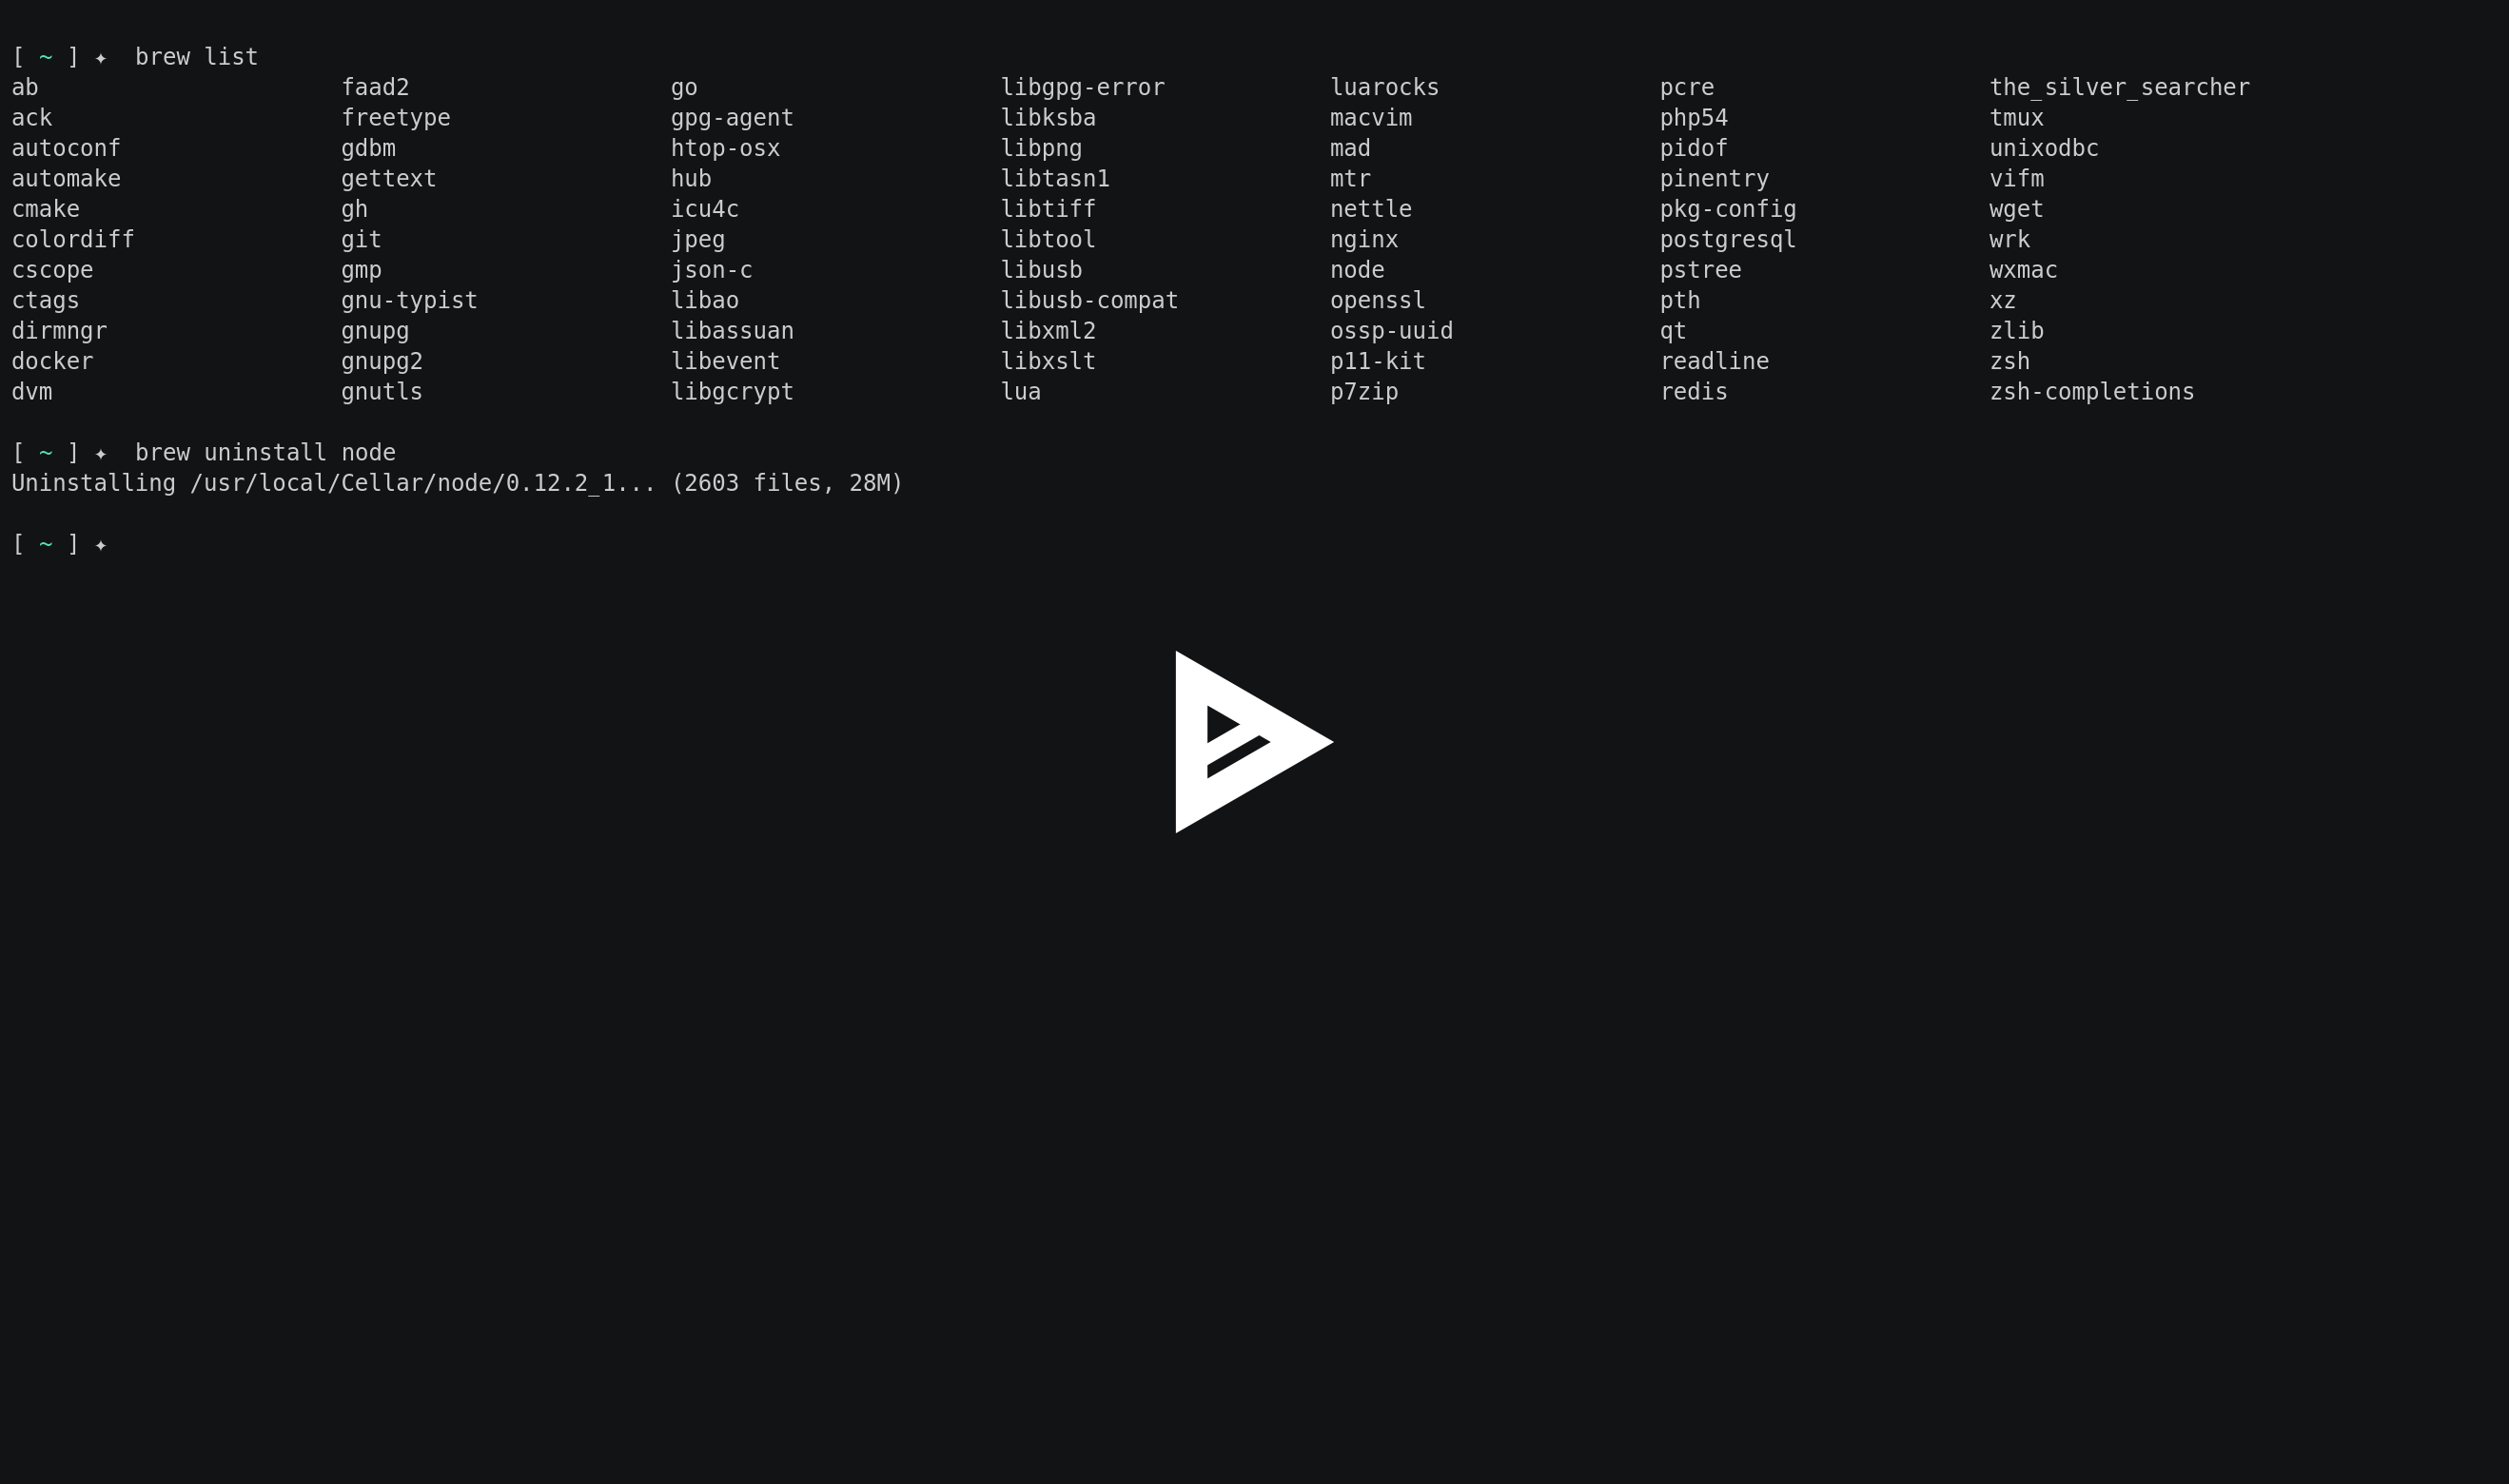 [ ~ ] ✦  brew list
ab                      faad2                   go                      libgpg-error            luarocks                pcre                    the_silver_searcher
ack                     freetype                gpg-agent               libksba                 macvim                  php54                   tmux
autoconf                gdbm                    htop-osx                libpng                  mad                     pidof                   unixodbc
automake                gettext                 hub                     libtasn1                mtr                     pinentry                vifm
cmake                   gh                      icu4c                   libtiff                 nettle                  pkg-config              wget
colordiff               git                     jpeg                    libtool                 nginx                   postgresql              wrk
cscope                  gmp                     json-c                  libusb                  node                    pstree                  wxmac
ctags                   gnu-typist              libao                   libusb-compat           openssl                 pth                     xz
dirmngr                 gnupg                   libassuan               libxml2                 ossp-uuid               qt                      zlib
docker                  gnupg2                  libevent                libxslt                 p11-kit                 readline                zsh
dvm                     gnutls                  libgcrypt               lua                     p7zip                   redis                   zsh-completions
[ ~ ] ✦  brew uninstall node
Uninstalling /usr/local/Cellar/node/0.12.2_1... (2603 files, 28M)
[ ~ ] ✦